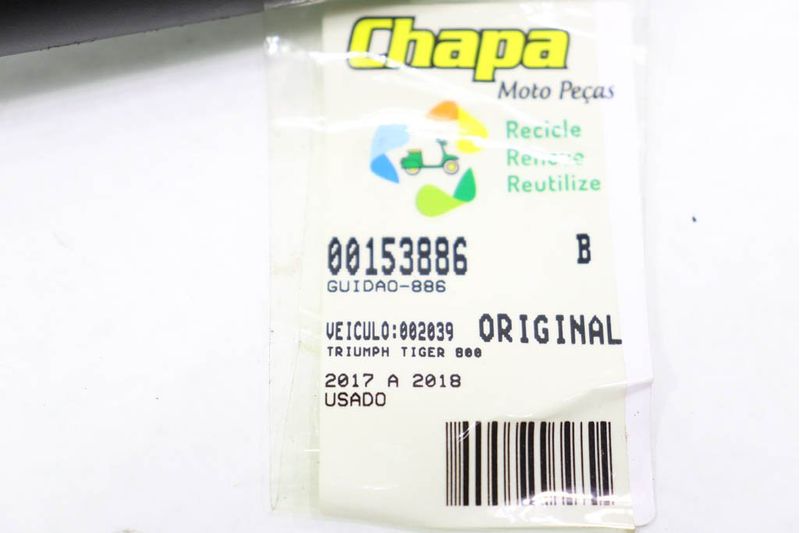 Chapa
Moto Peças
Recicle
Renove
Reutilize
00153886 B
GUIDAO-886
VEICULO:002039 ORIGINAL
TRIUMPH TIGER 800
2017 A 2018
USADO